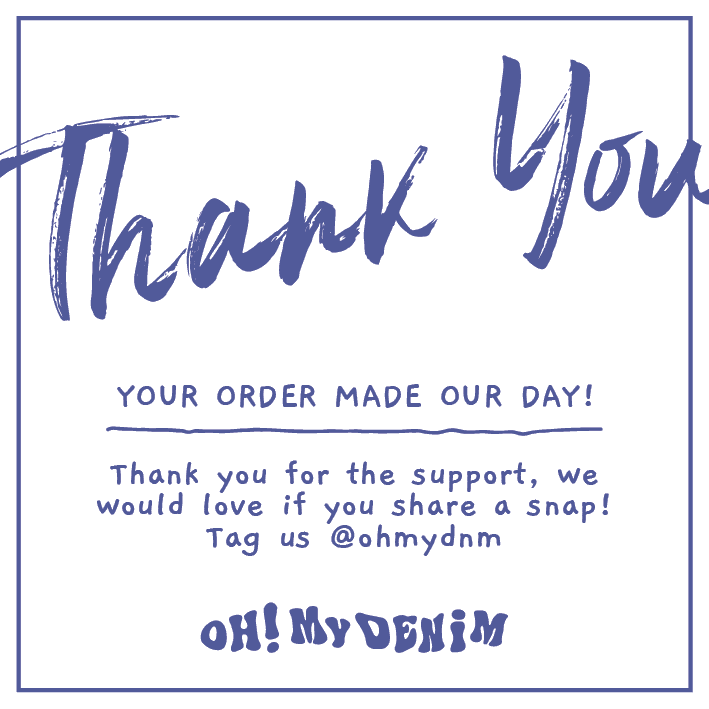 Thank You
YOUR ORDER MADE OUR DAY!
Thank you for the support, we
would love if you share a snap!
Tag us @ohmydnm
OH! My DENiM